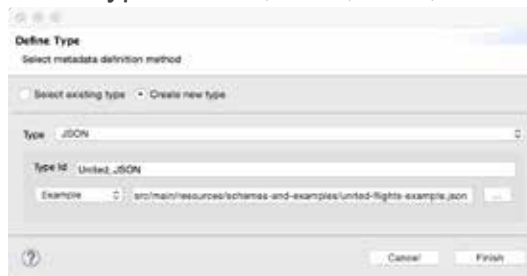 Define Type
Select metadata definition method
Select existing type Create new type
Type JSON
Type Id United_JSON
Example src/main/resources/schemas-and-examples/united-flights-example.json ...
? Cancel Finish